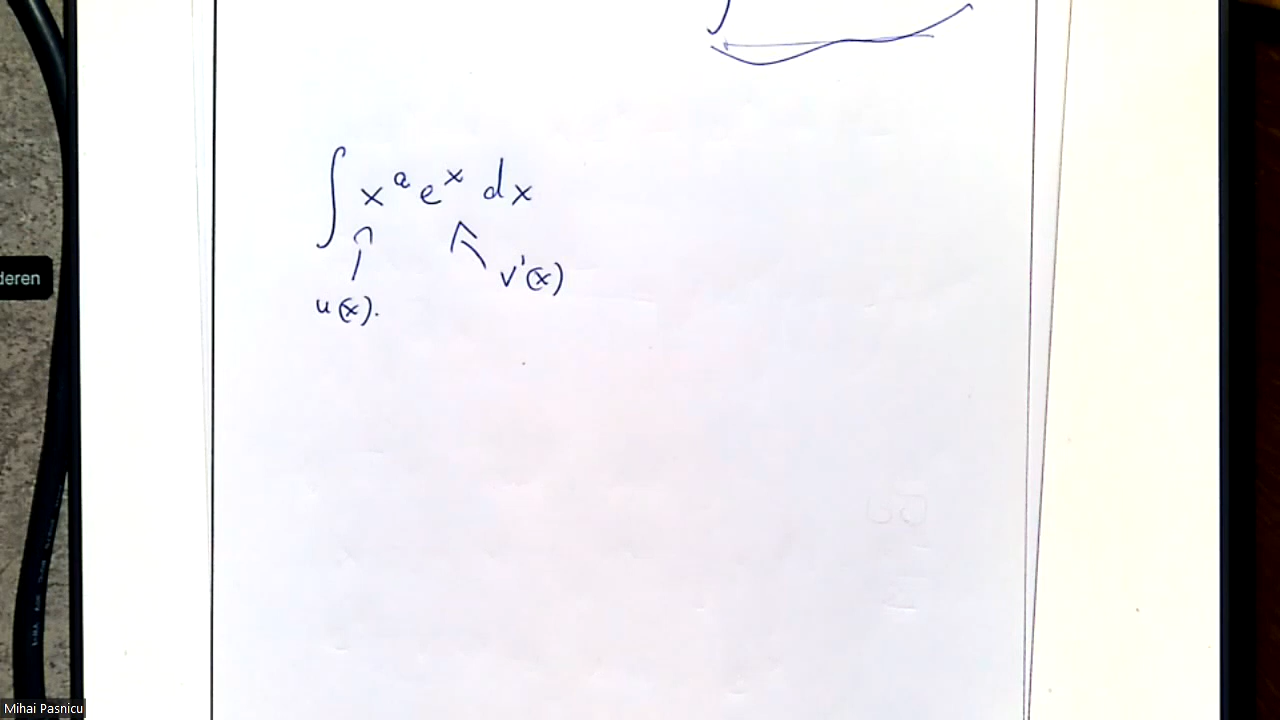 ∫ x^a e^x dx
v'(x)
u(x).
deren
Mihai Pasnicu